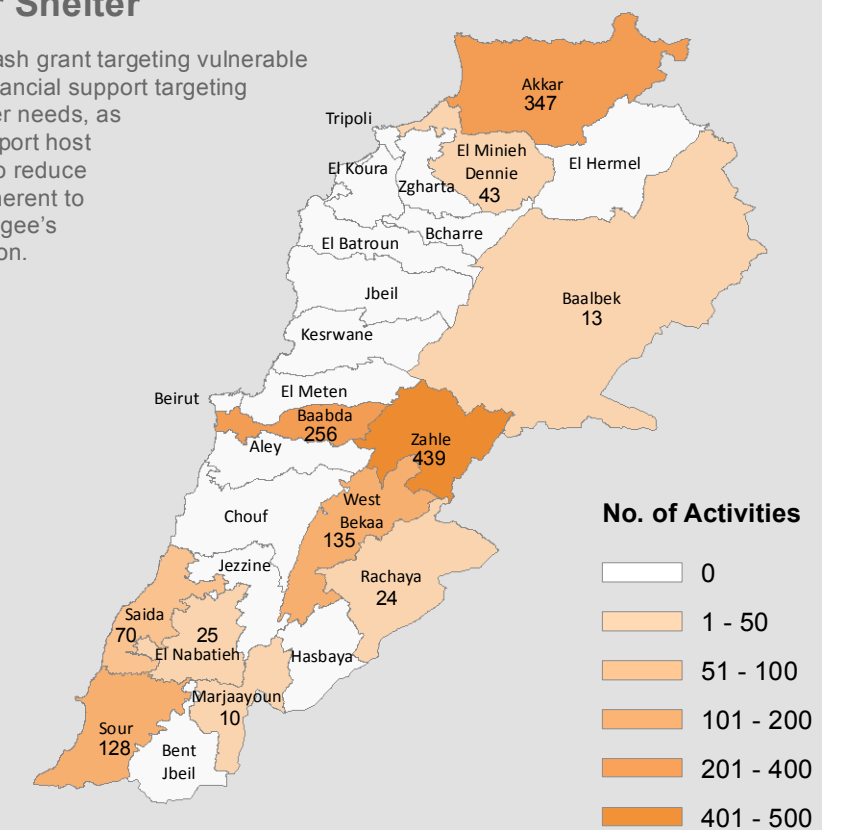 Shelter
ash grant targeting vulnerable
ancial support targeting
er needs, as
port host
o reduce
erent to
gee's
on.
Akkar
347
Tripoli
El Minieh
Dennie
43
El Hermel
El Koura
Zgharta
Bcharre
El Batroun
Jbeil
Baalbek
13
Kesrwane
El Meten
Beirut
Baabda
256
Zahle
439
Aley
West
Bekaa
135
Chouf
Jezzine
Rachaya
24
Saida
70
25
El Nabatieh
Hasbaya
Marjaayoun
10
Sour
128
Bent
Jbeil
No. of Activities
0
1 - 50
51 - 100
101 - 200
201 - 400
401 - 500